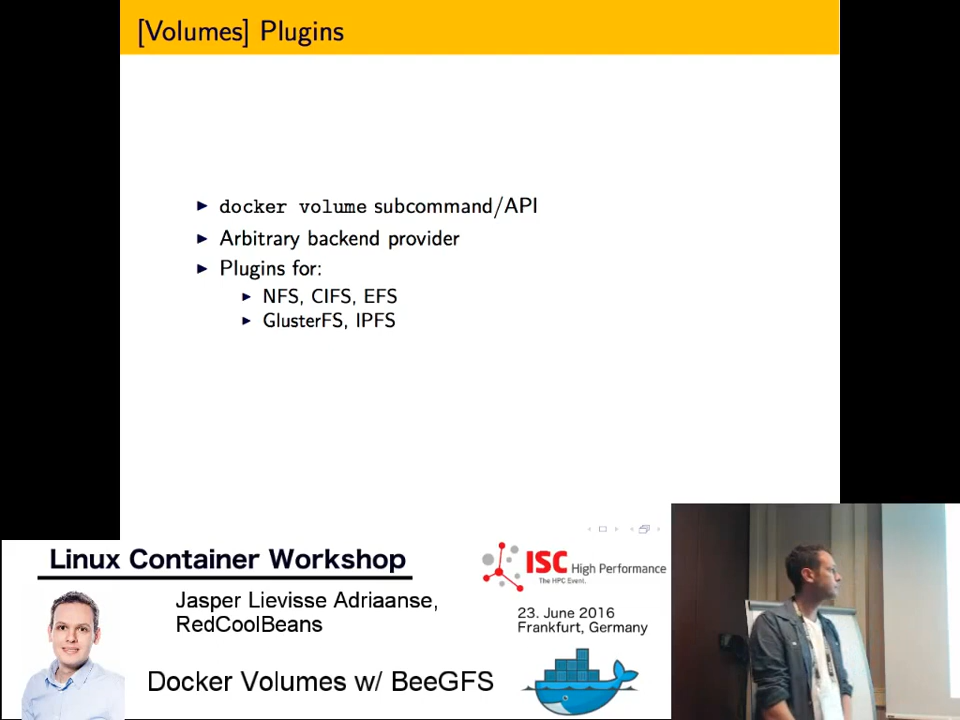 [Volumes] Plugins
docker volume subcommand/API
Arbitrary backend provider
Plugins for:
NFS, CIFS, EFS
GlusterFS, IPFS
Linux Container Workshop
Jasper Lievisse Adriaanse,
RedCoolBeans
Docker Volumes w/ BeeGFS
ISC High Performance
The HPC Event.
23. June 2016
Frankfurt, Germany